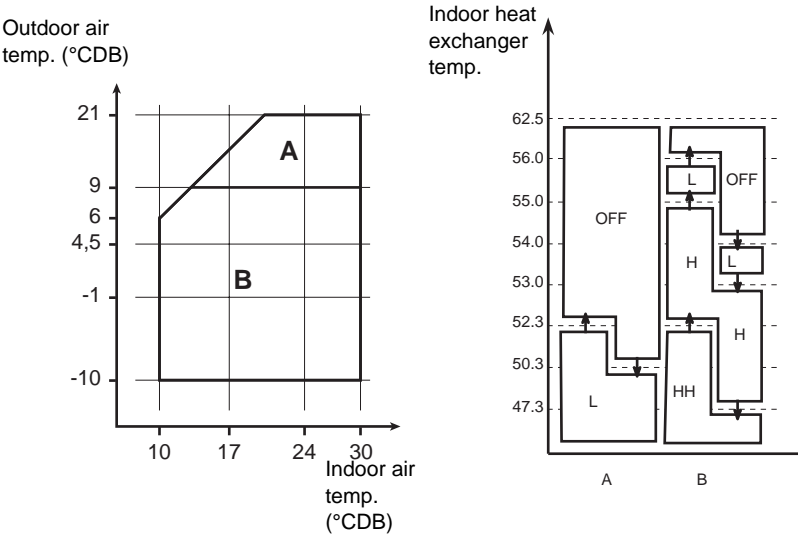 Outdoor air
temp. (°CDB)
21
9
6
4,5
-1
-10
A
B
10 17 24 30
Indoor air
temp.
(°CDB)
Indoor heat
exchanger
temp.
62.5
56.0
55.0
54.0
53.0
52.3
50.3
47.3
OFF
L
L
OFF
H
L
H
HH
A B